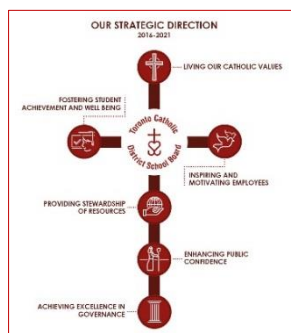 OUR STRATEGIC DIRECTION
2016-2021
LIVING OUR CATHOLIC VALUES
FOSTERING STUDENT
ACHIEVEMENT AND WELL BEING
Toronto Catholic
District School Board
INSPIRING AND
MOTIVATING EMPLOYEES
PROVIDING STEWARDSHIP
OF RESOURCES
ENHANCING PUBLIC
CONFIDENCE
ACHIEVING EXCELLENCE IN
GOVERNANCE